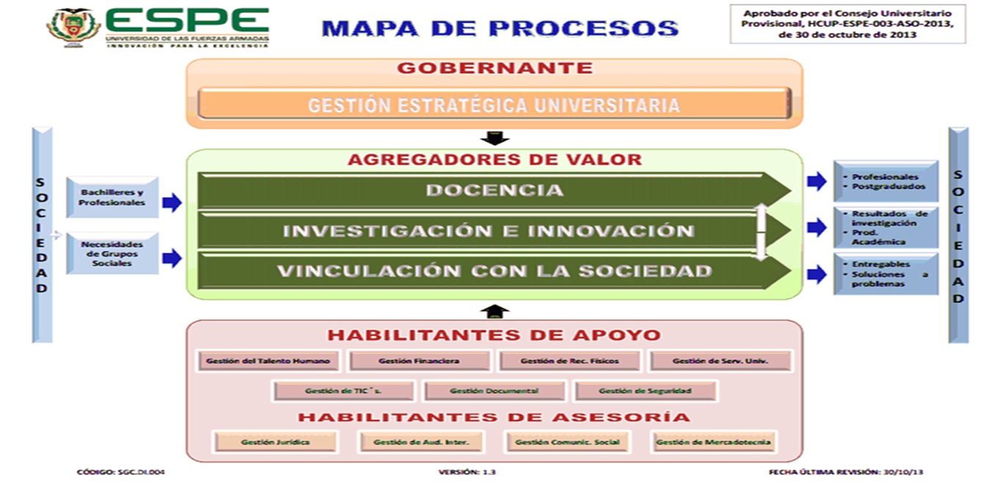 ESPE
UNIVERSIDAD DE LAS FUERZAS ARMADAS
INNOVACIÓN PARA LA EXCELENCIA
MAPA DE PROCESOS
Aprobado por el Consejo Universitario
Provisional, HCUP-ESPE-003-ASO-2013,
de 30 de octubre de 2013
GOBERNANTE
GESTIÓN ESTRATÉGICA UNIVERSITARIA
SOCIEDAD
Bachilleres y
Profesionales
Necesidades
de Grupos
Sociales
AGREGADORES DE VALOR
DOCENCIA
INVESTIGACIÓN E INNOVACIÓN
VINCULACIÓN CON LA SOCIEDAD
• Profesionales
• Postgraduados
• Resultados de
investigación
• Prod.
Académica
• Entregables
• Soluciones a
problemas
SOCIEDAD
HABILITANTES DE APOYO
Gestión del Talento Humano
Gestión Financiera
Gestión de Rec. Físicos
Gestión de Serv. Univ.
Gestión de TIC´s.
Gestión Documental
Gestión de Seguridad
HABILITANTES DE ASESORÍA
Gestión Jurídica
Gestión de Aud. Inter.
Gestión Comunic. Social
Gestión de Mercadotecnia
CÓDIGO: SGC.DI.004
VERSIÓN: 1.3
FECHA ÚLTIMA REVISIÓN: 30/10/13